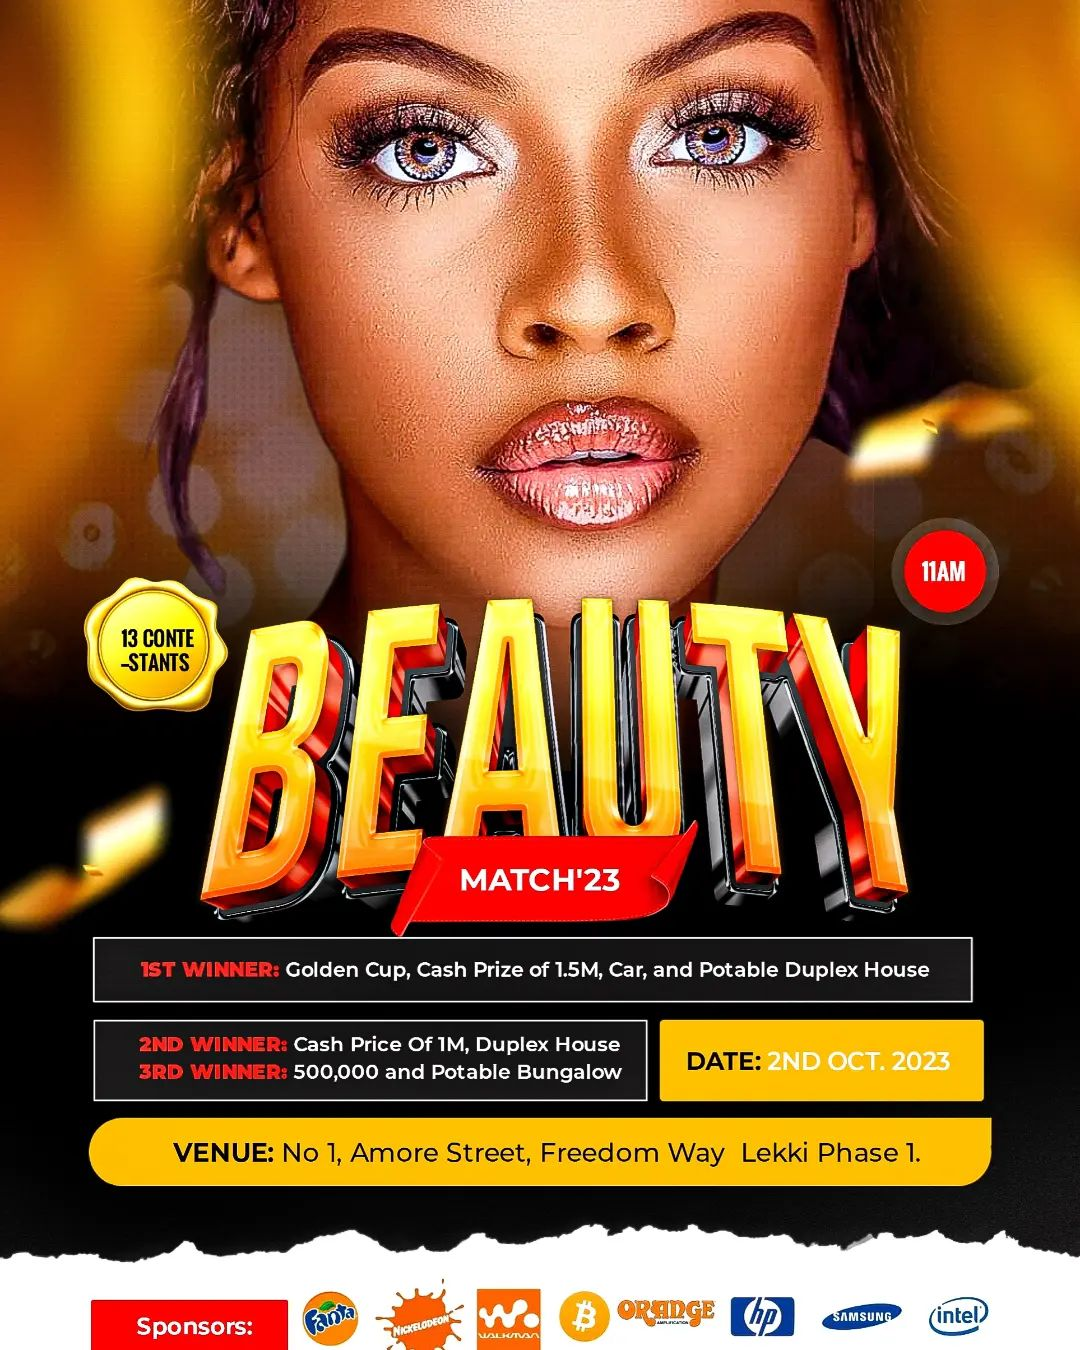 11AM
13 CONTE
-STANTS
BEAUTY
MATCH'23
1ST WINNER: Golden Cup, Cash Prize of 1.5M, Car, and Potable Duplex House
2ND WINNER: Cash Price Of 1M, Duplex House
3RD WINNER: 500,000 and Potable Bungalow
DATE: 2ND OCT. 2023
VENUE: No 1, Amore Street, Freedom Way Lekki Phase 1.
Sponsors:
Fanta
NICKELODEON
WALKMAN
ORANGE
AMPLIFICATION
hp
SAMSUNG
intel